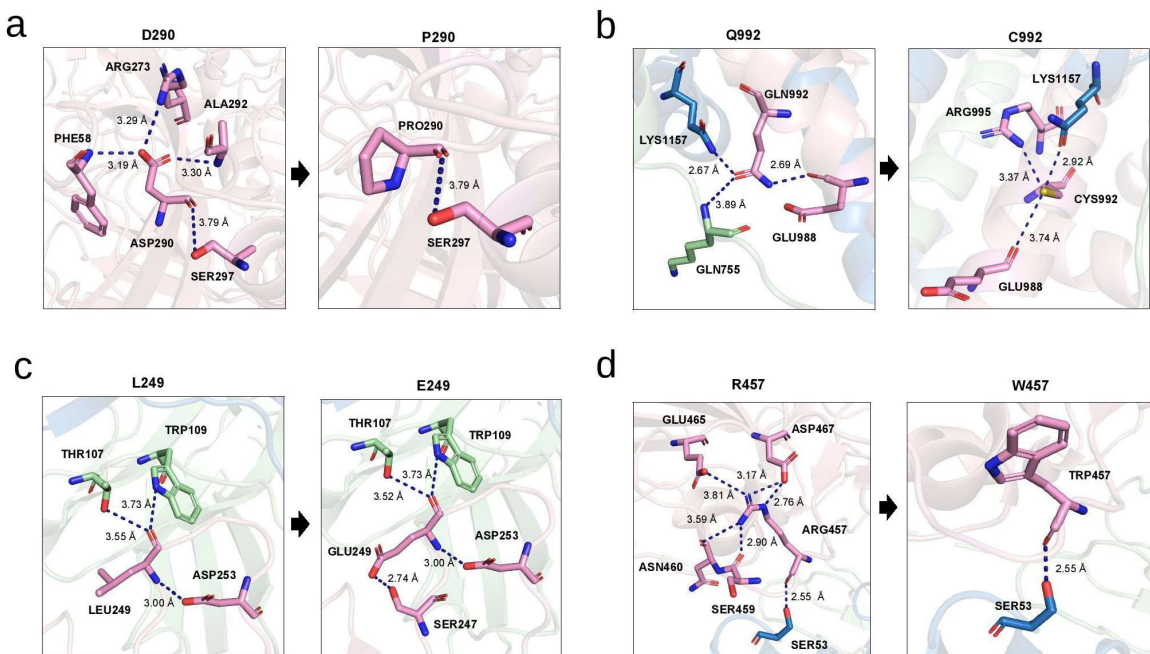 a
D290
ARG273
ALA292
3.29 Å
PHE58
3.19 Å
3.30 Å
3.79 Å
ASP290
SER297
P290
PRO290
3.79 Å
SER297
b
Q992
GLN992
LYS1157
2.69 Å
2.67 Å
3.89 Å
GLU988
GLN755
C992
LYS1157
ARG995
2.92 Å
3.37 Å
CYS992
3.74 Å
GLU988
c
L249
THR107
TRP109
3.73 Å
3.55 Å
ASP253
LEU249
3.00 Å
E249
THR107
TRP109
3.73 Å
3.52 Å
ASP253
GLU249
3.00 Å
2.74 Å
SER247
d
R457
GLU465
ASP467
3.17 Å
3.81 Å
2.76 Å
3.59 Å
ARG457
2.90 Å
ASN460
SER459
2.55 Å
SER53
W457
TRP457
2.55 Å
SER53